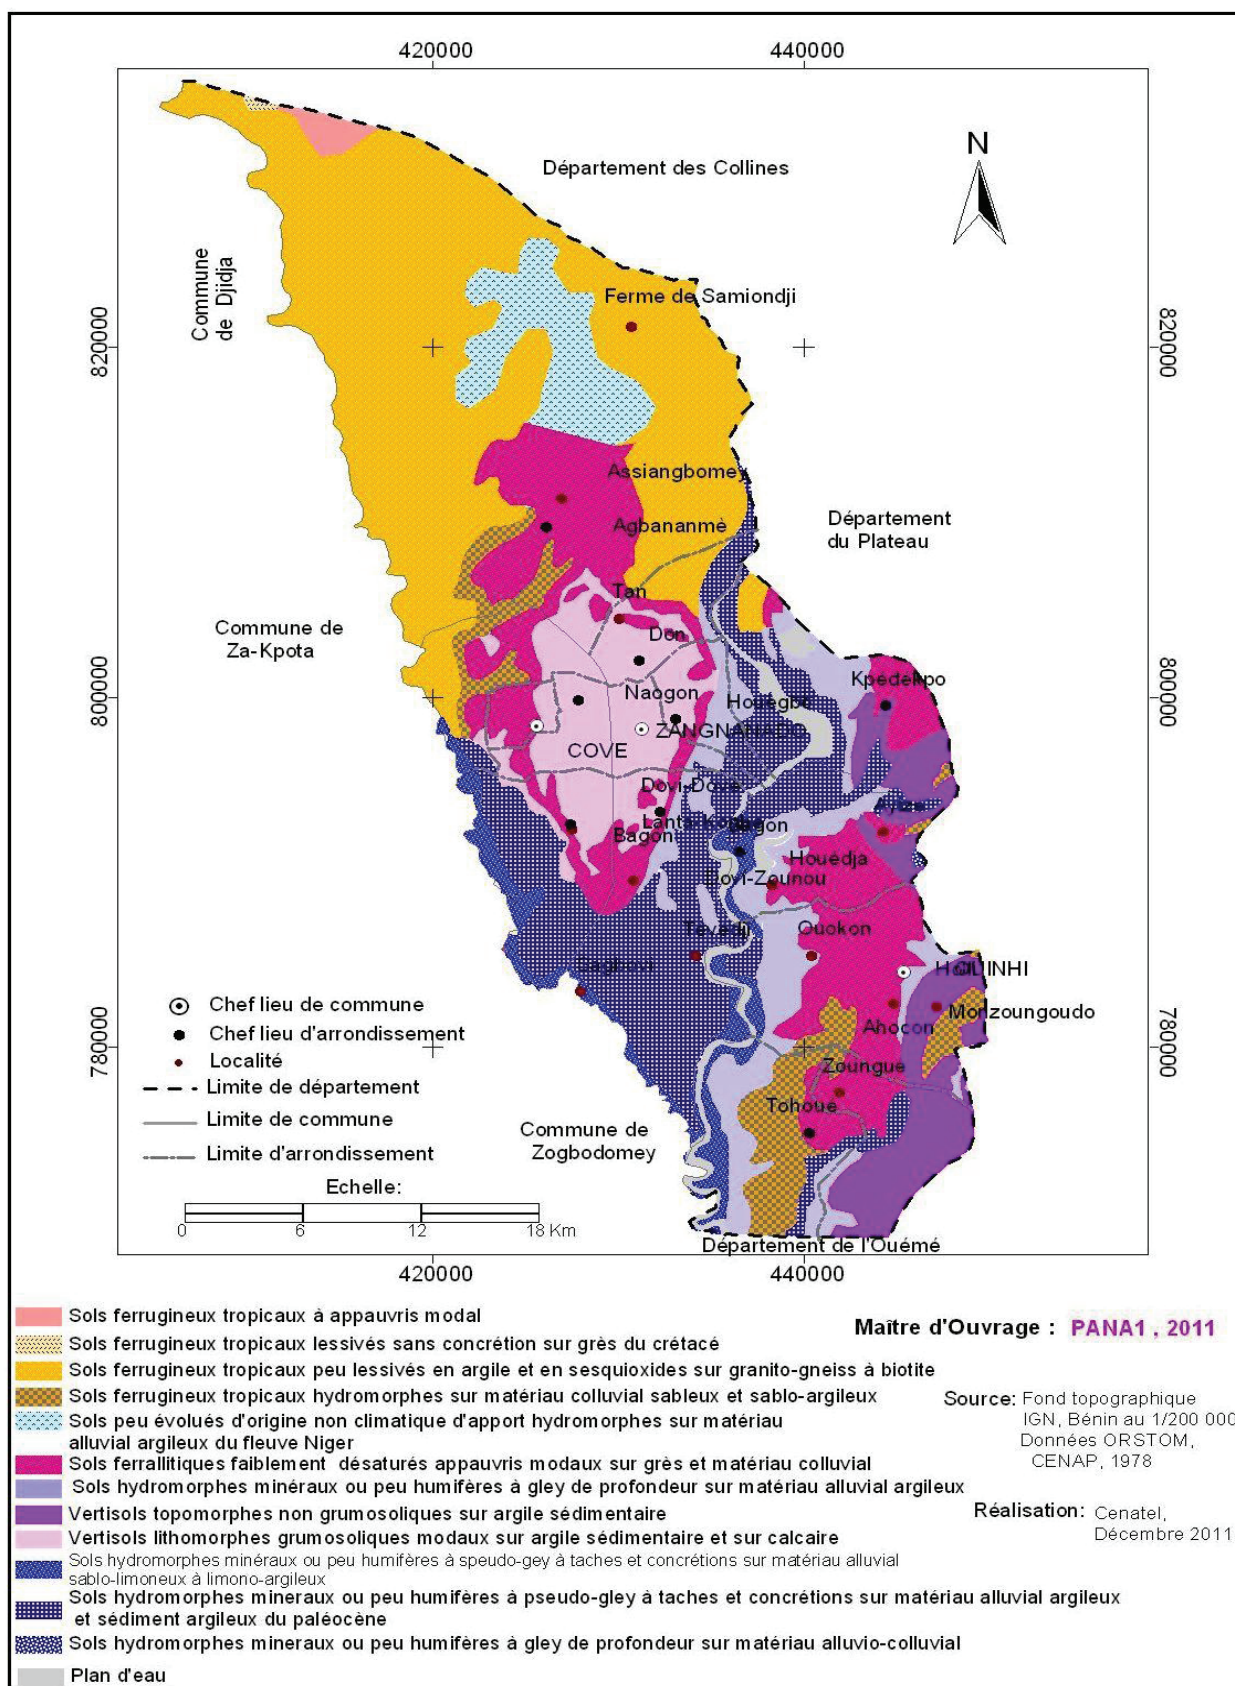 420000
440000
N
Département des Collines
Commune
de Djidja
Ferme de Samiondji
820000
820000
Assiangbomey
Agbananmè
Département
du Plateau
Tan
Commune de
Za-Kpota
Don
Kpedekpo
800000
800000
Naogon
Houegbo
ZANGNANADO
COVE
Dovi-Dove
Bagon
Houédja
Dovi-Zounou
Tevedji
Ouokon
OUINHI
Chef lieu de commune
Chef lieu d'arrondissement
Monzoungoudo
Ahocon
780000
780000
Localité
Zoungue
Limite de département
Tohoue
Limite de commune
Commune de
Zogbodomey
Limite d'arrondissement
Echelle:
0 6 12 18 Km
Département de l'Ouémé
420000
440000
Sols ferrugineux tropicaux à appauvris modal
Sols ferrugineux tropicaux lessivés sans concrétion sur grès du crétacé
Sols ferrugineux tropicaux peu lessivés en argile et en sesquioxides sur granito-gneiss à biotite
Sols ferrugineux tropicaux hydromorphes sur matériau colluvial sableux et sablo-argileux
Sols peu évolués d'origine non climatique d'apport hydromorphes sur matériau
alluvial argileux du fleuve Niger
Sols ferrallitiques faiblement désaturés appauvris modaux sur grès et matériau colluvial
Sols hydromorphes minéraux ou peu humifères à gley de profondeur sur matériau alluvial argileux
Vertisols topomorphes non grumosoliques sur argile sédimentaire
Vertisols lithomorphes grumosoliques modaux sur argile sédimentaire et sur calcaire
Sols hydromorphes minéraux ou peu humifères à speudo-gey à taches et concrétions sur matériau alluvial
sablo-limoneux à limono-argileux
Sols hydromorphes mineraux ou peu humifères à pseudo-gley à taches et concrétions sur matériau alluvial argileux
et sédiment argileux du paléocène
Sols hydromorphes mineraux ou peu humifères à gley de profondeur sur matériau alluvio-colluvial
Plan d'eau
Maître d'Ouvrage : PANA1 , 2011
Source: Fond topographique
IGN, Bénin au 1/200 000
Données ORSTOM,
CENAP, 1978
Réalisation: Cenatel,
Décembre 2011